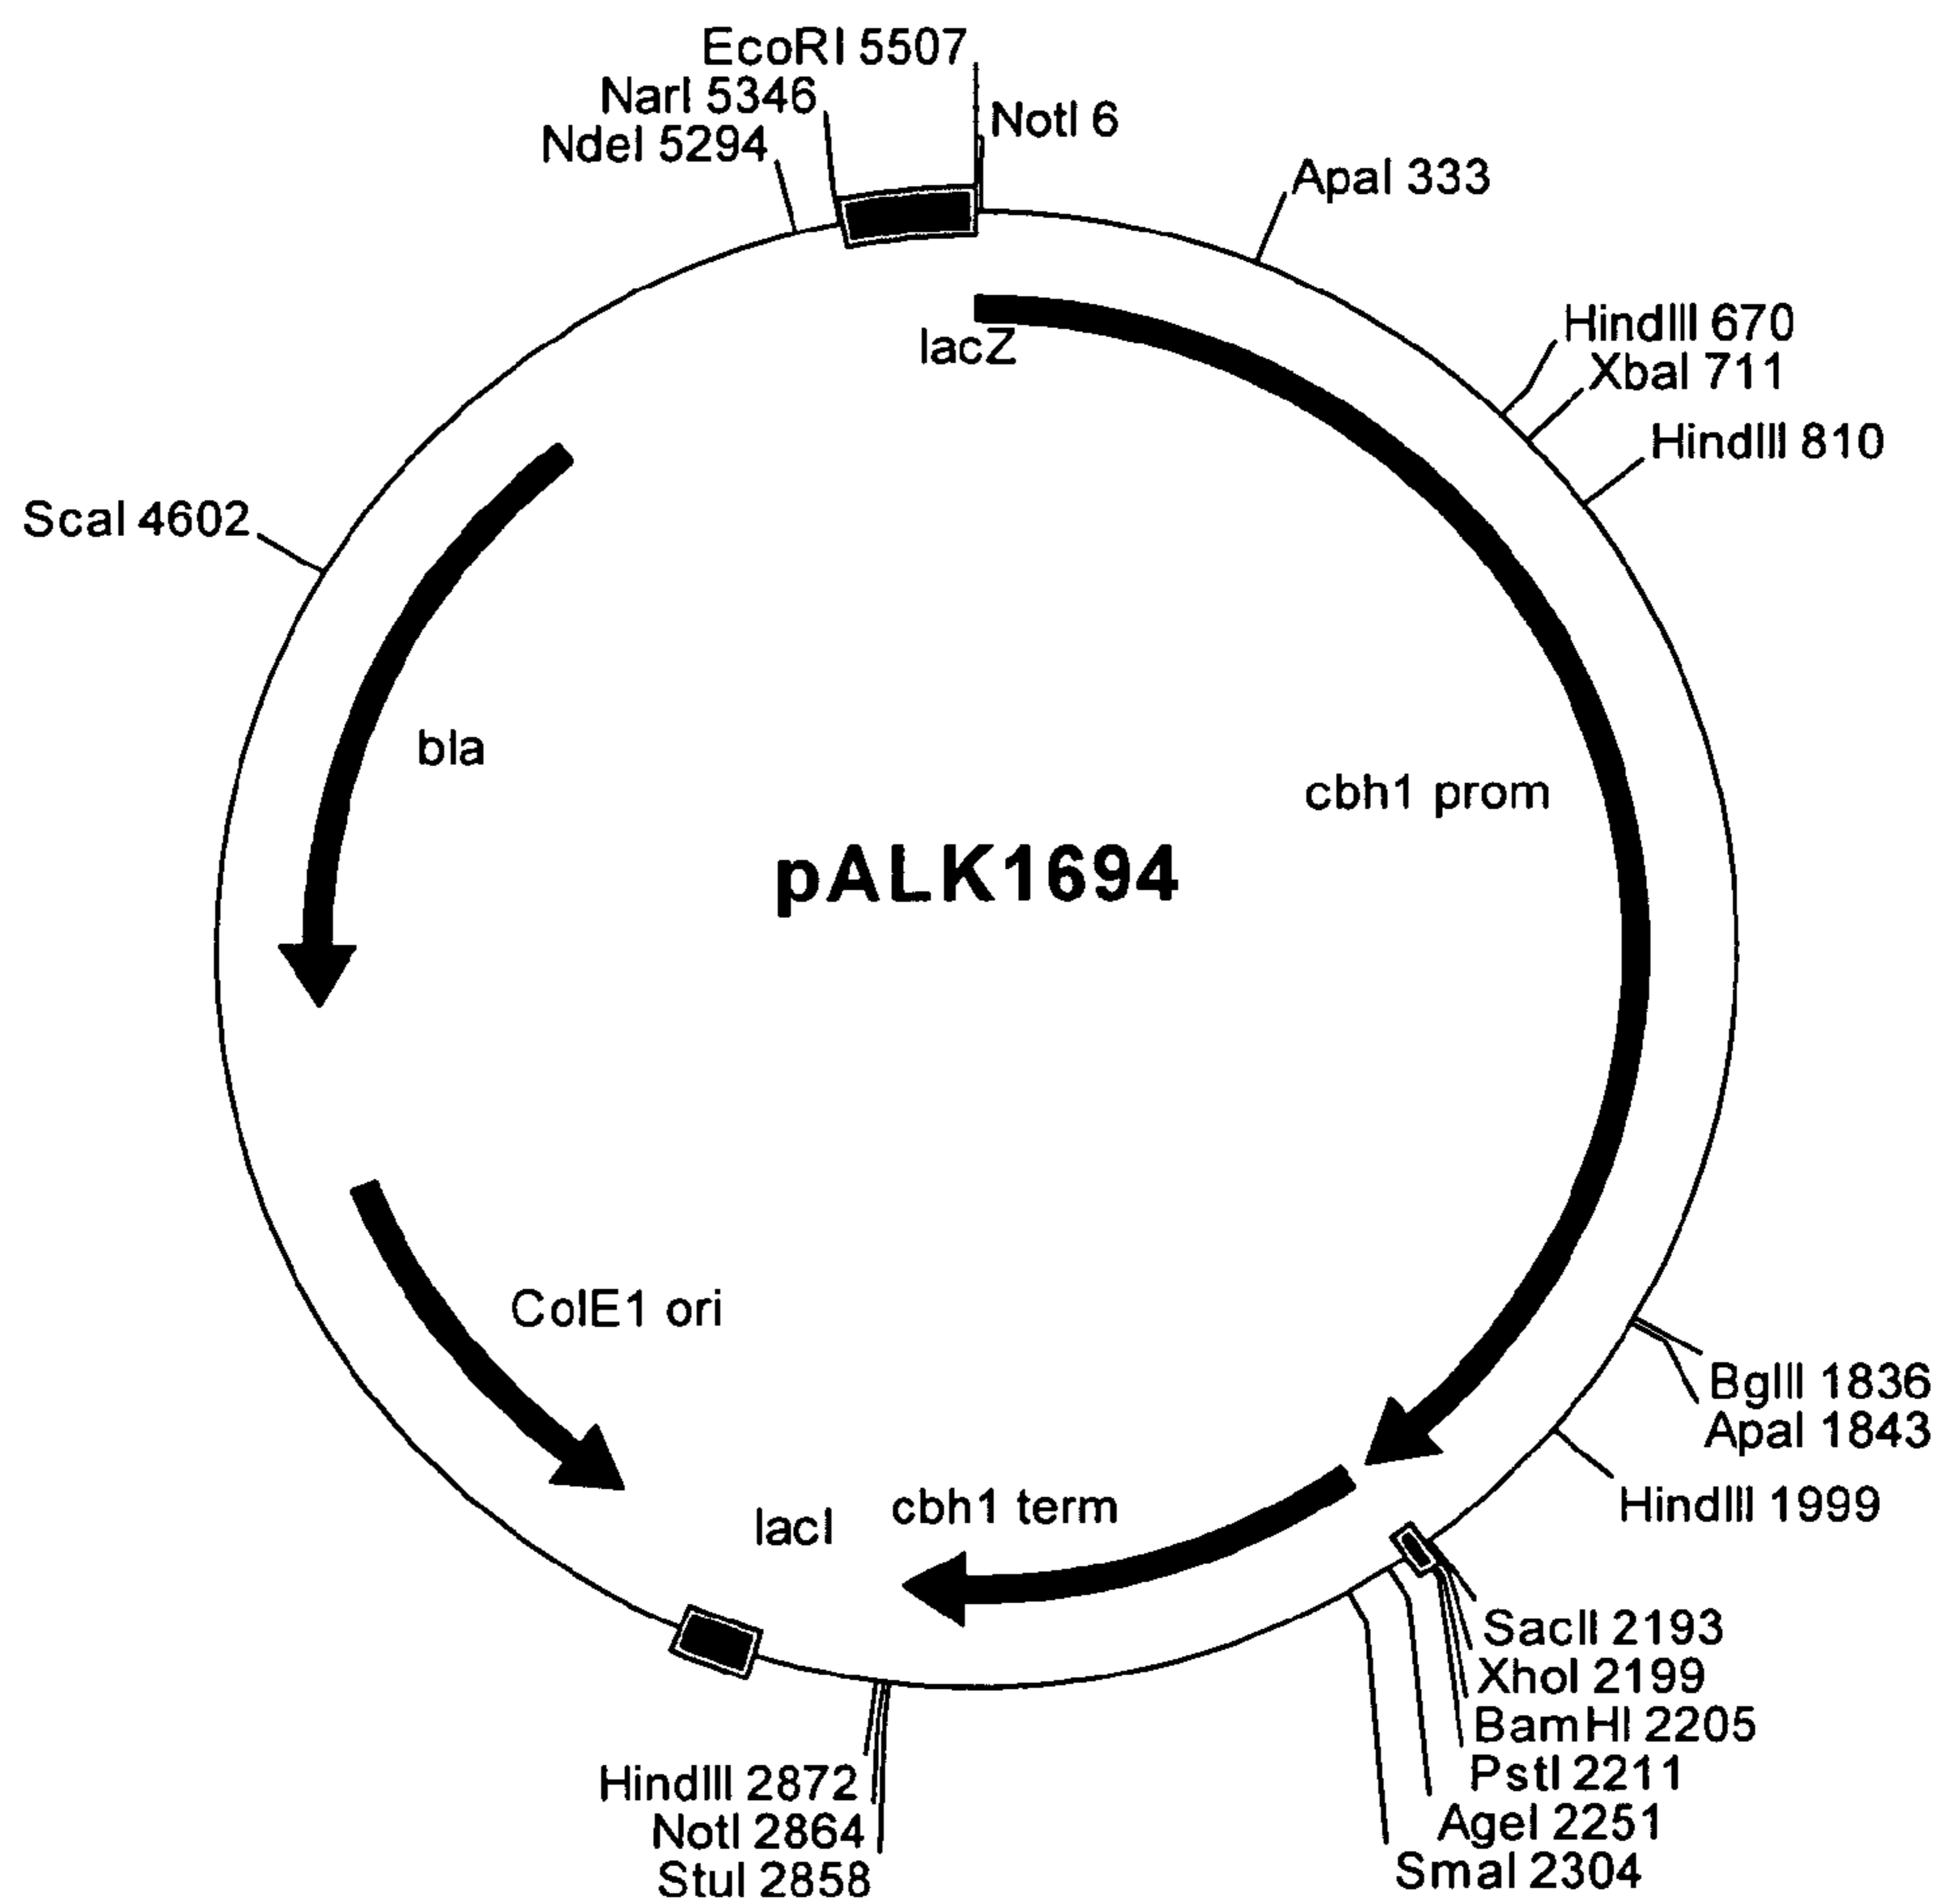 EcoRI 5507
NarI 5346
NotI 6
NdeI 5294
ApaI 333
HindIII 670
lacZ
XbaI 711
HindIII 810
ScaI 4602
bla
cbh1 prom
pALK1694
ColE1 ori
BglII 1836
ApaI 1843
HindIII 1999
cbh1 term
lacI
SacII 2193
XhoI 2199
BamHI 2205
PstI 2211
AgeI 2251
SmaI 2304
HindIII 2872
NotI 2864
StuI 2858